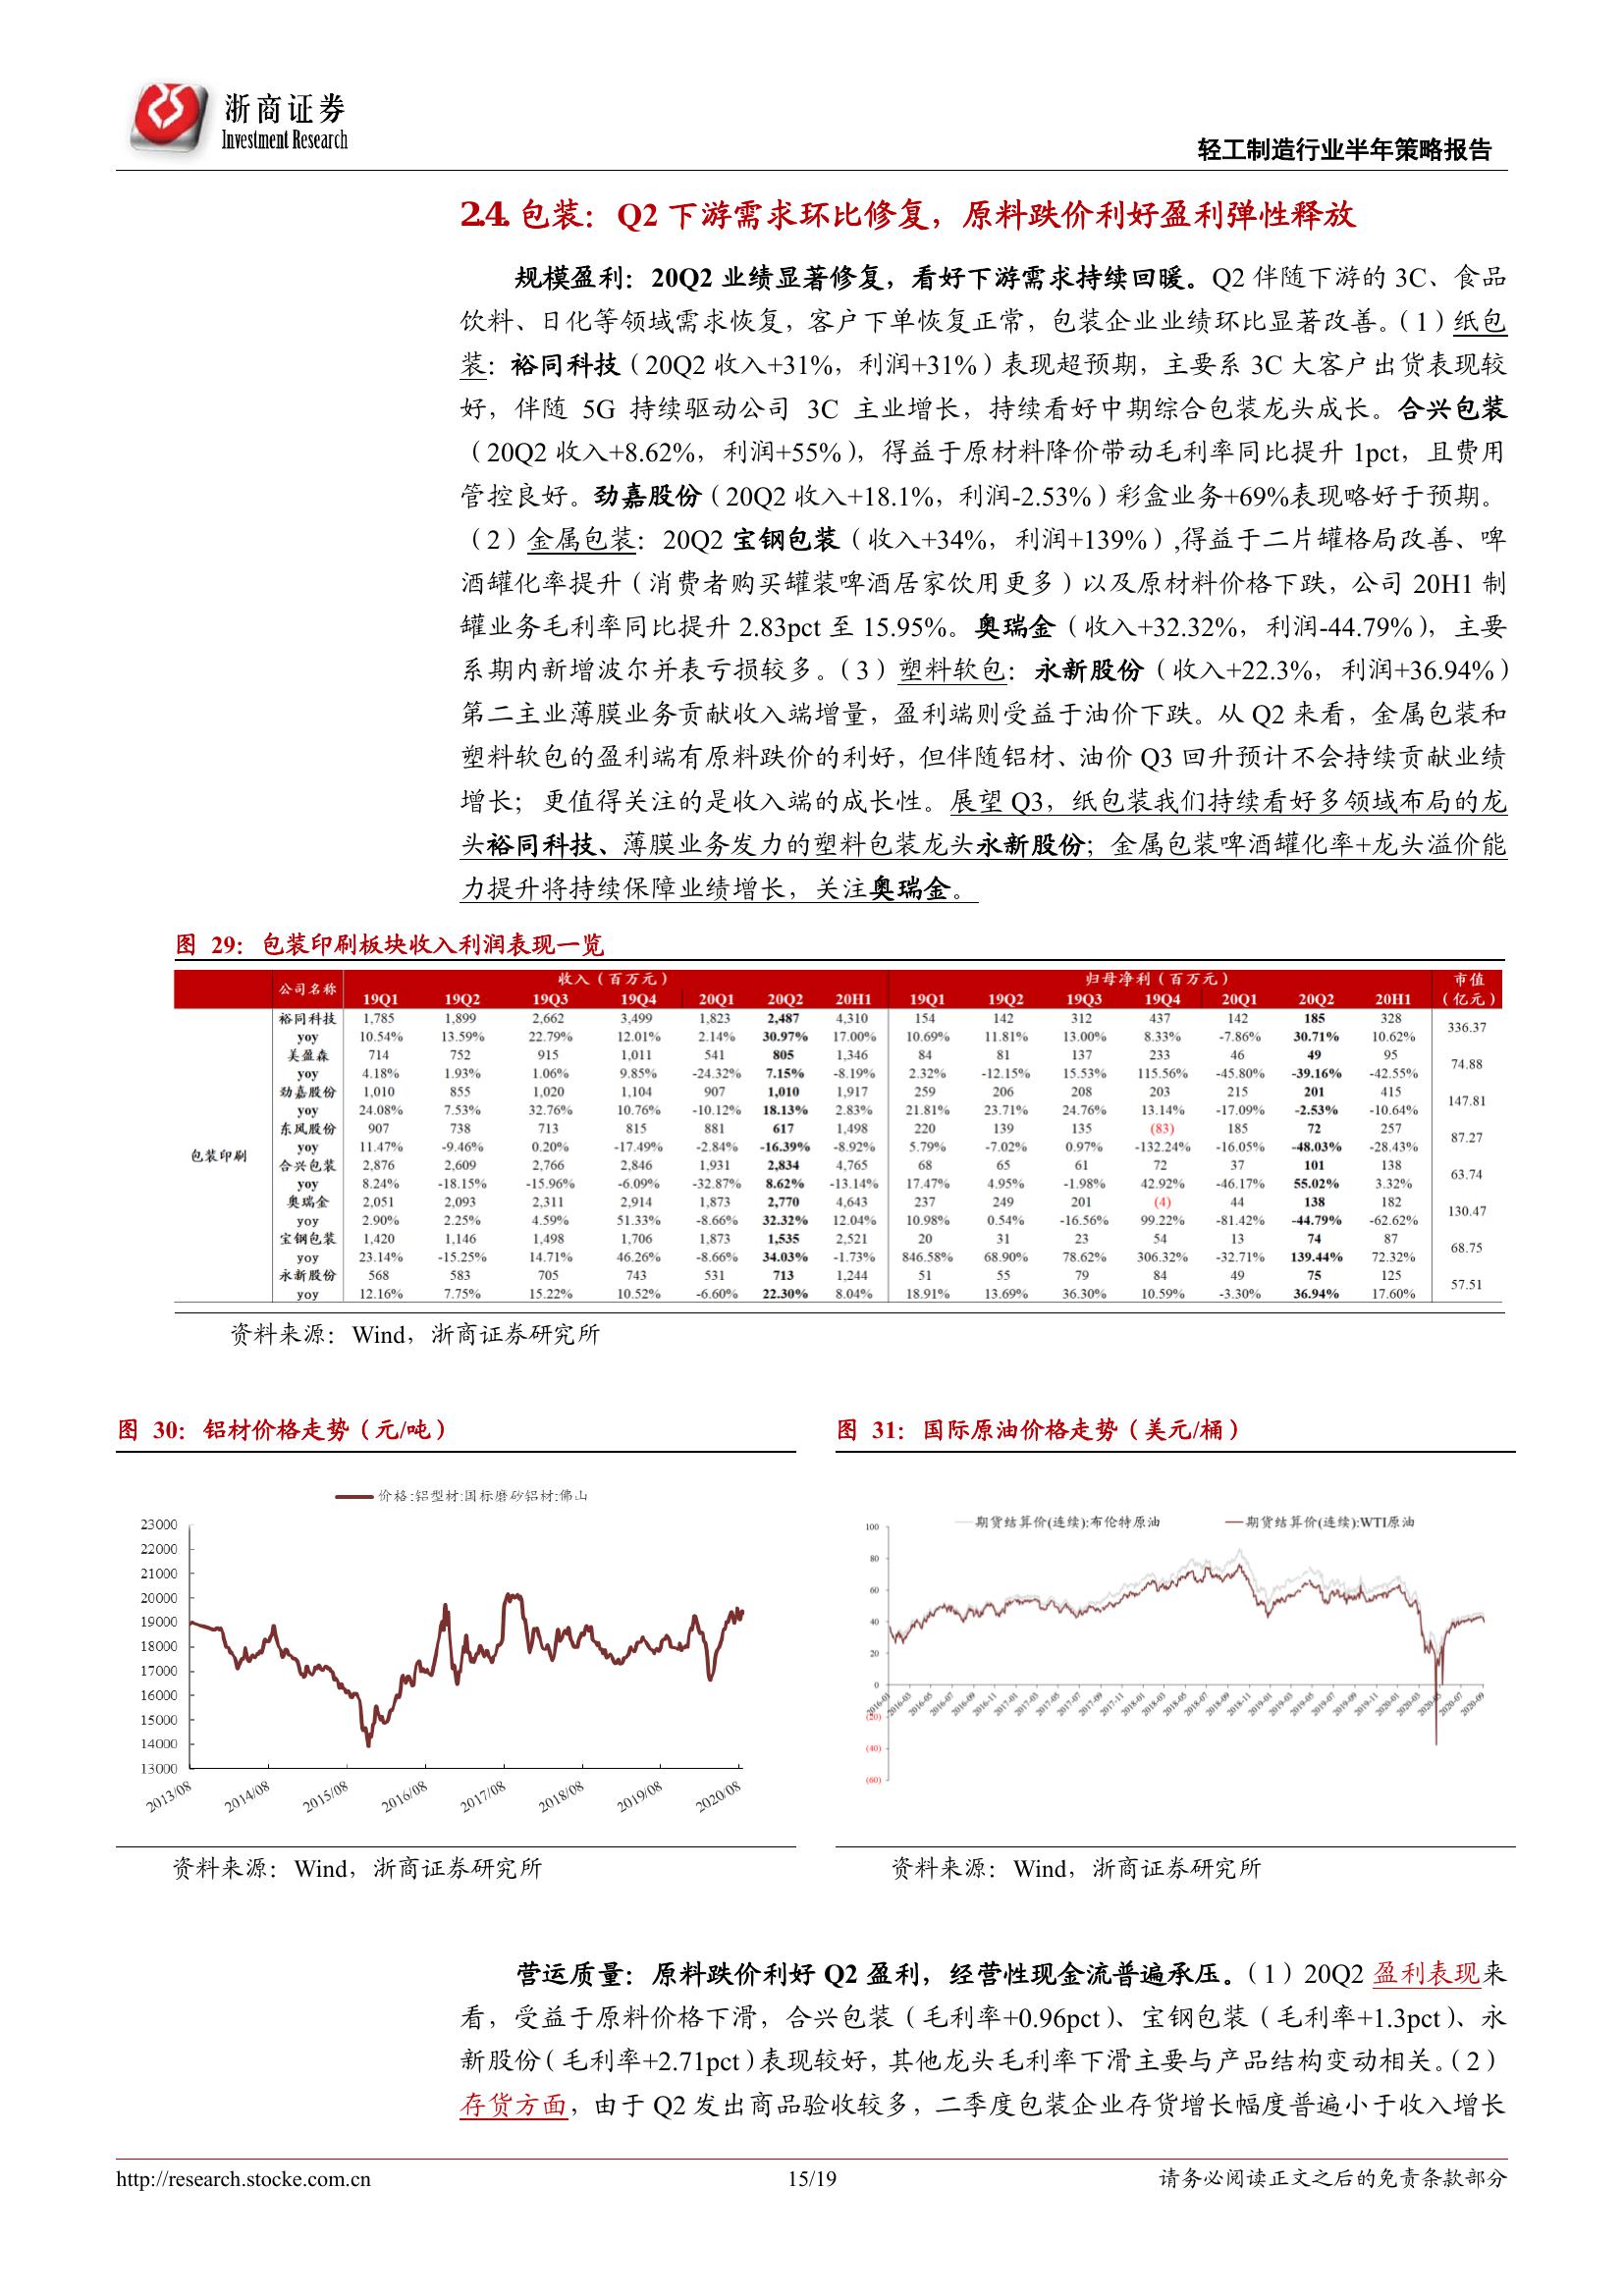 浙商证券
Investment Research
轻工制造行业半年策略报告
2.4. 包装：Q2 下游需求环比修复，原料跌价利好盈利弹性释放
规模盈利：20Q2 业绩显著修复，看好下游需求持续回暖。Q2 伴随下游的 3C、食品
饮料、日化等领域需求恢复，客户下单恢复正常，包装企业业绩环比显著改善。（1）纸包
装：裕同科技（20Q2 收入+31%，利润+31%）表现超预期，主要系 3C 大客户出货表现较
好，伴随 5G 持续驱动公司 3C 主业增长，持续看好中期综合包装龙头成长。合兴包装
（20Q2 收入+8.62%，利润+55%），得益于原材料降价带动毛利率同比提升 1pct，且费用
管控良好。劲嘉股份（20Q2 收入+18.1%，利润-2.53%）彩盒业务+69%表现略好于预期。
（2）金属包装：20Q2 宝钢包装（收入+34%，利润+139%）,得益于二片罐格局改善、啤
酒罐化率提升（消费者购买罐装啤酒居家饮用更多）以及原材料价格下跌，公司 20H1 制
罐业务毛利率同比提升 2.83pct 至 15.95%。奥瑞金（收入+32.32%，利润-44.79%），主要
系期内新增波尔并表亏损较多。（3）塑料软包：永新股份（收入+22.3%，利润+36.94%）
第二主业薄膜业务贡献收入端增量，盈利端则受益于油价下跌。从 Q2 来看，金属包装和
塑料软包的盈利端有原料跌价的利好，但伴随铝材、油价 Q3 回升预计不会持续贡献业绩
增长；更值得关注的是收入端的成长性。展望 Q3，纸包装我们持续看好多领域布局的龙
头裕同科技、薄膜业务发力的塑料包装龙头永新股份；金属包装啤酒罐化率+龙头溢价能
力提升将持续保障业绩增长，关注奥瑞金。
图 29：包装印刷板块收入利润表现一览
公司名称 收入（百万元） 归母净利（百万元） 市值（亿元）
19Q1 19Q2 19Q3 19Q4 20Q1 20Q2 20H1 19Q1 19Q2 19Q3 19Q4 20Q1 20Q2 20H1
包装印刷
裕同科技 1,785 1,899 2,662 3,499 1,823 2,487 4,310 154 142 312 437 142 185 328 336.37
yoy 10.54% 13.59% 22.79% 12.01% 2.14% 30.97% 17.00% 10.69% 11.81% 13.00% 8.33% -7.86% 30.71% 10.62%
美盈森 714 752 915 1,011 541 805 1,346 84 81 137 233 46 49 95 74.88
yoy 4.18% 1.93% 1.06% 9.85% -24.32% 7.15% -8.19% 2.32% -12.15% 15.53% 115.56% -45.80% -39.16% -42.55%
劲嘉股份 1,010 855 1,020 1,104 907 1,010 1,917 259 206 208 203 215 201 415 147.81
yoy 24.08% 7.53% 32.76% 10.76% -10.12% 18.13% 2.83% 21.81% 23.71% 24.76% 13.14% -17.09% -2.53% -10.64%
东风股份 907 738 713 815 881 617 1,498 220 139 135 (83) 185 72 257 87.27
yoy 11.47% -9.46% 0.20% -17.49% -2.84% -16.39% -8.92% 5.79% -7.02% 0.97% -132.24% -16.05% -48.03% -28.43%
合兴包装 2,876 2,609 2,766 2,846 1,931 2,834 4,765 68 65 61 72 37 101 138 63.74
yoy 8.24% -18.15% -15.96% -6.09% -32.87% 8.62% -13.14% 17.47% 4.95% -1.98% 42.92% -46.17% 55.02% 3.32%
奥瑞金 2,051 2,093 2,311 2,914 1,873 2,770 4,643 237 249 201 (4) 44 138 182 130.47
yoy 2.90% 2.25% 4.59% 51.33% -8.66% 32.32% 12.04% 10.98% 0.54% -16.56% 99.22% -81.42% -44.79% -62.62%
宝钢包装 1,420 1,146 1,498 1,706 1,873 1,535 2,521 20 31 23 54 13 74 87 68.75
yoy 23.14% -15.25% 14.71% 46.26% -8.66% 34.03% -1.73% 846.58% 68.90% 78.62% 306.32% -32.71% 139.44% 72.32%
永新股份 568 583 705 743 531 713 1,244 51 55 79 84 49 75 125 57.51
yoy 12.16% 7.75% 15.22% 10.52% -6.60% 22.30% 8.04% 18.91% 13.69% 36.30% 10.59% -3.30% 36.94% 17.60%
资料来源：Wind，浙商证券研究所
图 30：铝材价格走势（元/吨）
价格:铝型材:国标磨砂铝材:佛山
23000
22000
21000
20000
19000
18000
17000
16000
15000
14000
13000
2013/08 2014/08 2015/08 2016/08 2017/08 2018/08 2019/08 2020/08
资料来源：Wind，浙商证券研究所
图 31：国际原油价格走势（美元/桶）
期货结算价(连续):布伦特原油 期货结算价(连续):WTI原油
100
80
60
40
20
0
(20)
(40)
(60)
2016-01 2016-03 2016-05 2016-07 2016-09 2016-11 2017-01 2017-03 2017-05 2017-07 2017-09 2017-11 2018-01 2018-03 2018-05 2018-07 2018-09 2018-11 2019-01 2019-03 2019-05 2019-07 2019-09 2019-11 2020-01 2020-03 2020-05 2020-07 2020-09
资料来源：Wind，浙商证券研究所
营运质量：原料跌价利好 Q2 盈利，经营性现金流普遍承压。（1）20Q2 盈利表现来
看，受益于原料价格下滑，合兴包装（毛利率+0.96pct）、宝钢包装（毛利率+1.3pct）、永
新股份（毛利率+2.71pct）表现较好，其他龙头毛利率下滑主要与产品结构变动相关。（2）
存货方面，由于 Q2 发出商品验收较多，二季度包装企业存货增长幅度普遍小于收入增长
http://research.stocke.com.cn 15/19 请务必阅读正文之后的免责条款部分